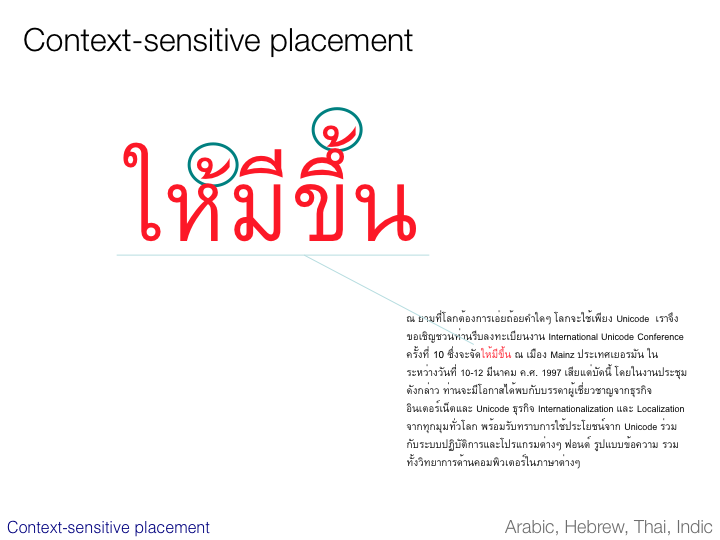 Context-sensitive placement
ให้มีขึ้น
ณ ยามที่โลกต้องการเอ่ยถ้อยคำใดๆ โลกจะใช้เพียง Unicode เราจึง
ขอเชิญชวนท่านรีบลงทะเบียนงาน International Unicode Conference
ครั้งที่ 10 ซึ่งจะจัดให้มีขึ้น ณ เมือง Mainz ประเทศเยอรมัน ใน
ระหว่างวันที่ 10-12 มีนาคม ค.ศ. 1997 เสียแต่บัดนี้ โดยในงานประชุม
ดังกล่าว ท่านจะมีโอกาสได้พบกับบรรดาผู้เชี่ยวชาญจากธุรกิจ
อินเตอร์เน็ตและ Unicode ธุรกิจ Internationalization และ Localization
จากทุกมุมทั่วโลก พร้อมรับทราบการใช้ประโยชน์จาก Unicode ร่วม
กับระบบปฏิบัติการและโปรแกรมต่างๆ ฟอนต์ รูปแบบข้อความ รวม
ทั้งวิทยาการด้านคอมพิวเตอร์ในภาษาต่างๆ
Context-sensitive placement
Arabic, Hebrew, Thai, Indic